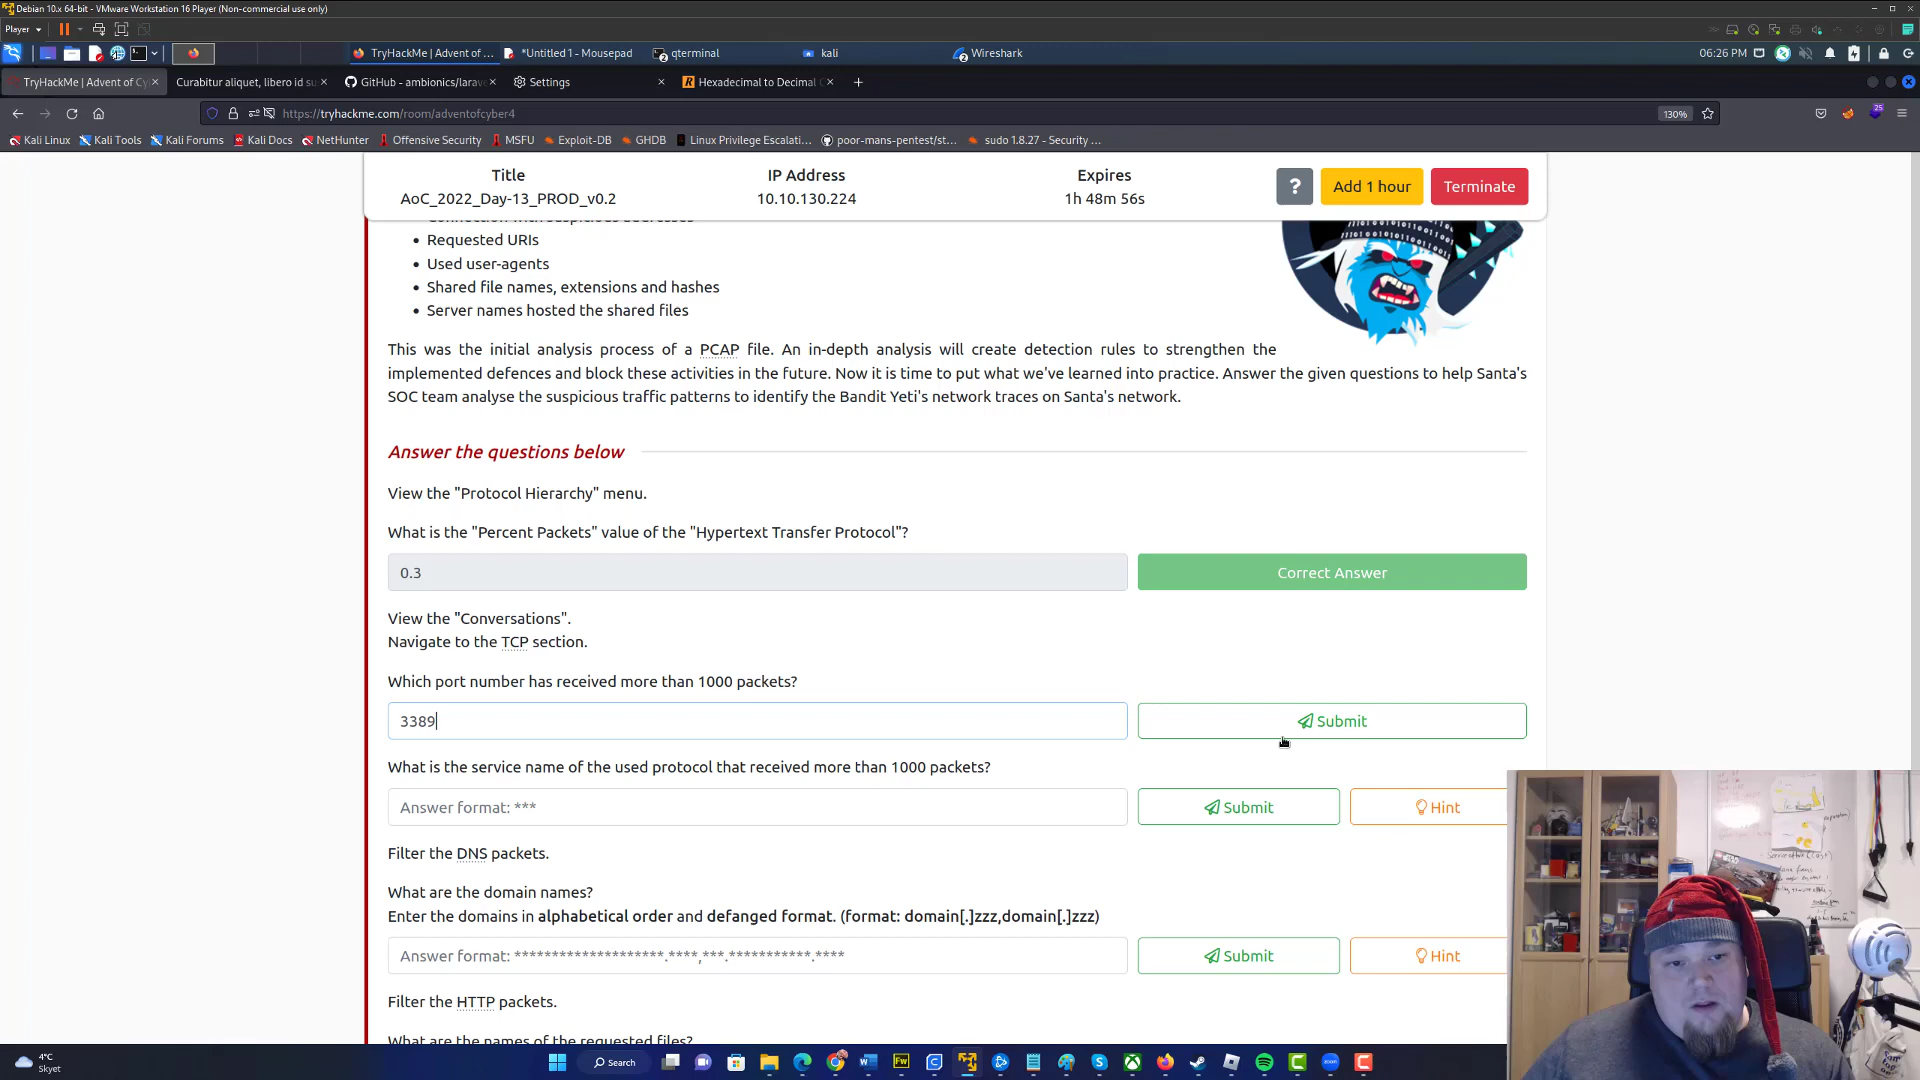 Debian 10.x 64-bit - VMware Workstation 16 Player (Non-commercial use only)
Player
TryHackMe | Advent of ...
*Untitled 1 - Mousepad
qterminal
kali
Wireshark
06:26 PM
TryHackMe | Advent of Cy
Curabitur aliquet, libero id su
GitHub - ambionics/larave
Settings
Hexadecimal to Decimal C
https://tryhackme.com/room/adventofcyber4
130%
25
Kali Linux
Kali Tools
Kali Forums
Kali Docs
NetHunter
Offensive Security
MSFU
Exploit-DB
GHDB
Linux Privilege Escalati...
poor-mans-pentest/st...
sudo 1.8.27 - Security ...
Title
IP Address
Expires
AoC_2022_Day-13_PROD_v0.2
10.10.130.224
1h 48m 56s
?
Add 1 hour
Terminate
Requested URIs
Used user-agents
Shared file names, extensions and hashes
Server names hosted the shared files
This was the initial analysis process of a PCAP file. An in-depth analysis will create detection rules to strengthen the
implemented defences and block these activities in the future. Now it is time to put what we've learned into practice. Answer the given questions to help Santa's
SOC team analyse the suspicious traffic patterns to identify the Bandit Yeti's network traces on Santa's network.
Answer the questions below
View the "Protocol Hierarchy" menu.
What is the "Percent Packets" value of the "Hypertext Transfer Protocol"?
0.3
Correct Answer
View the "Conversations".
Navigate to the TCP section.
Which port number has received more than 1000 packets?
3389
Submit
What is the service name of the used protocol that received more than 1000 packets?
Answer format: ***
Submit
Hint
Filter the DNS packets.
What are the domain names?
Enter the domains in alphabetical order and defanged format. (format: domain[.]zzz,domain[.]zzz)
Answer format: ********************.****,***.***********.****
Submit
Hint
Filter the HTTP packets.
What are the names of the requested files?
4°C
Skyet
Search